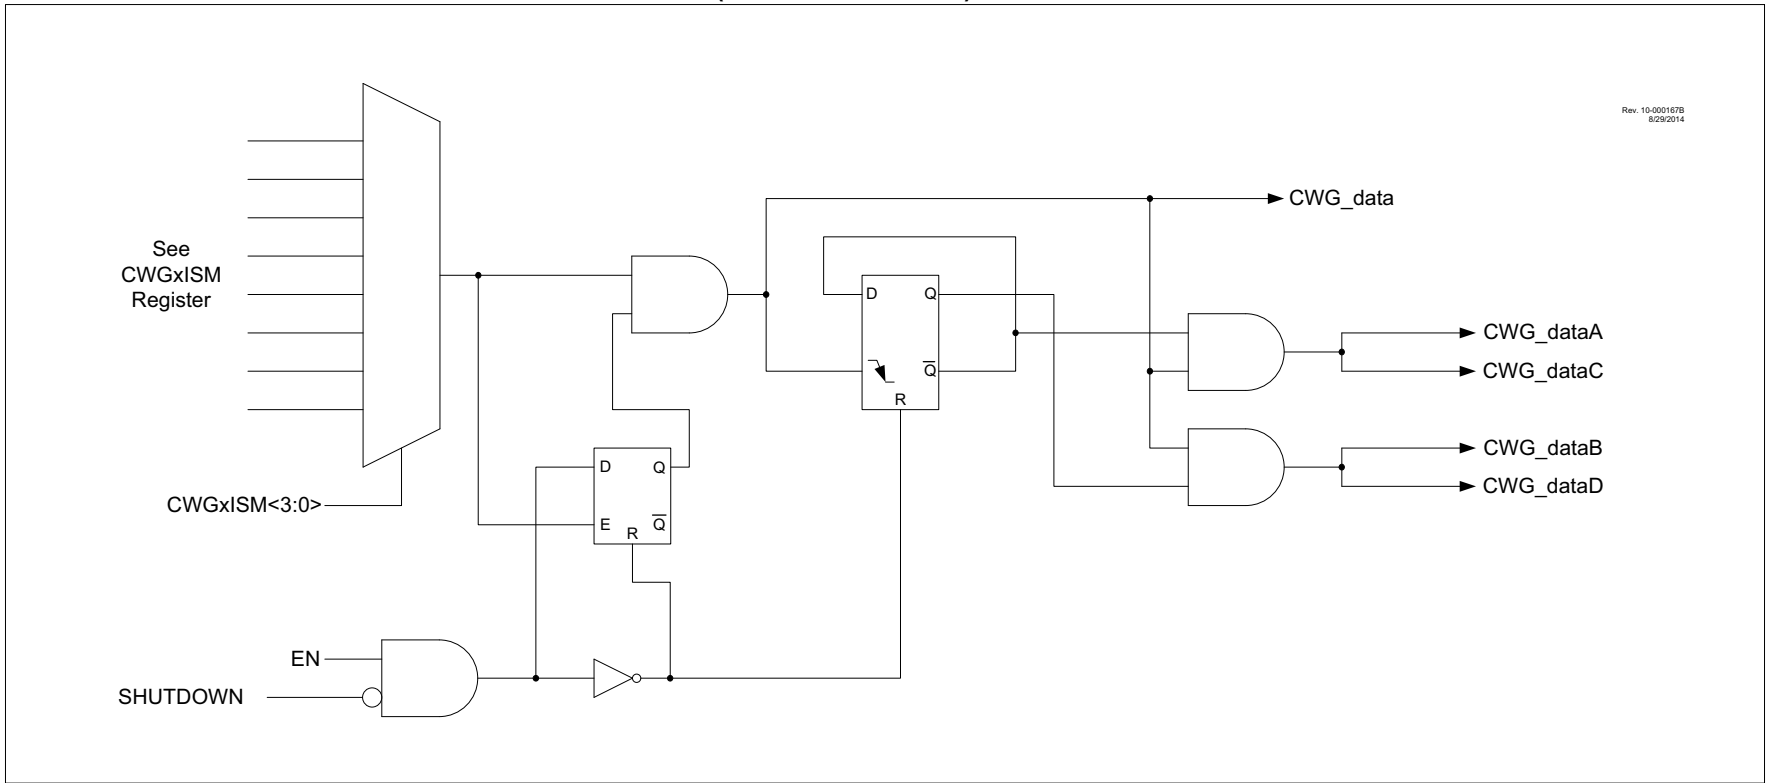 Rev. 10-000167B
8/29/2014
CWG_data
See
CWGxISM
Register
D
Q
Q
R
CWG_dataA
CWG_dataC
CWG_dataB
CWG_dataD
D
Q
E
Q
R
CWGxISM<3:0>
EN
SHUTDOWN